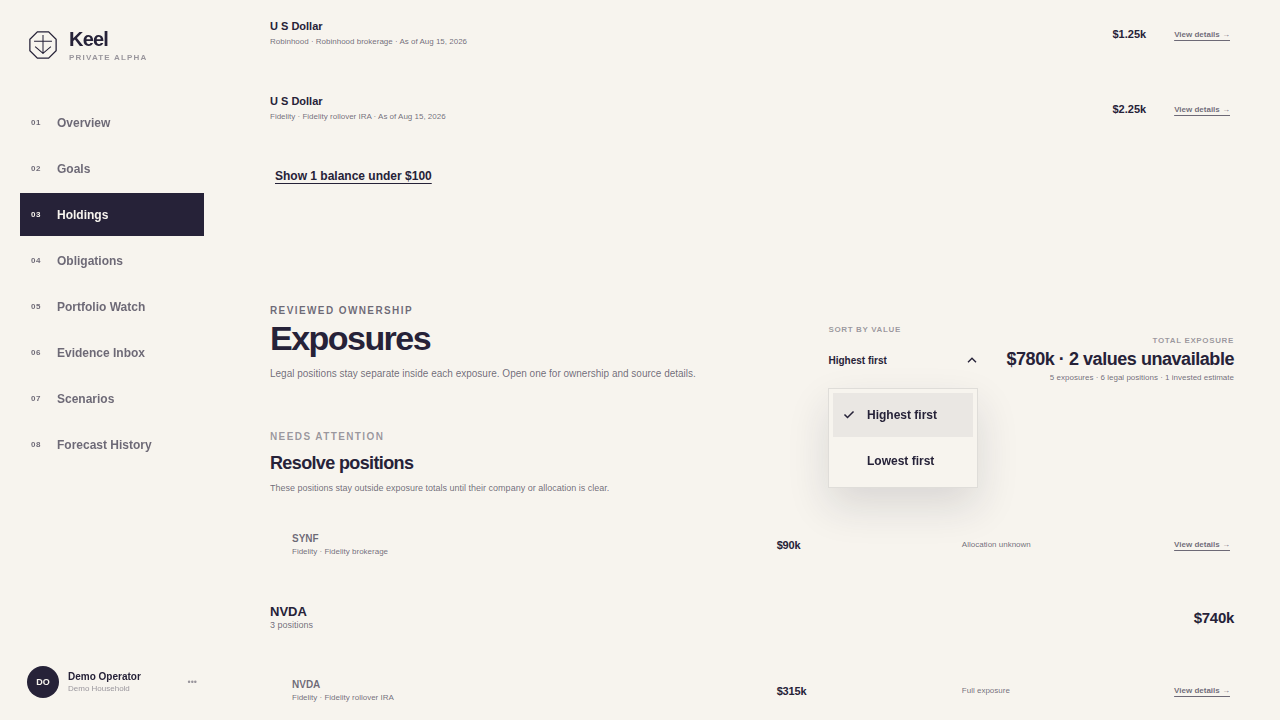 Keel
PRIVATE ALPHA
01 Overview
02 Goals
03 Holdings
04 Obligations
05 Portfolio Watch
06 Evidence Inbox
07 Scenarios
08 Forecast History
DO
Demo Operator
Demo Household
•••
U S Dollar
Robinhood · Robinhood brokerage · As of Aug 15, 2026
$1.25k
View details →
U S Dollar
Fidelity · Fidelity rollover IRA · As of Aug 15, 2026
$2.25k
View details →
Show 1 balance under $100
REVIEWED OWNERSHIP
Exposures
Legal positions stay separate inside each exposure. Open one for ownership and source details.
SORT BY VALUE
Highest first
Highest first
Lowest first
TOTAL EXPOSURE
$780k · 2 values unavailable
5 exposures · 6 legal positions · 1 invested estimate
NEEDS ATTENTION
Resolve positions
These positions stay outside exposure totals until their company or allocation is clear.
SYNF
Fidelity · Fidelity brokerage
$90k
Allocation unknown
View details →
NVDA
3 positions
$740k
NVDA
Fidelity · Fidelity rollover IRA
$315k
Full exposure
View details →